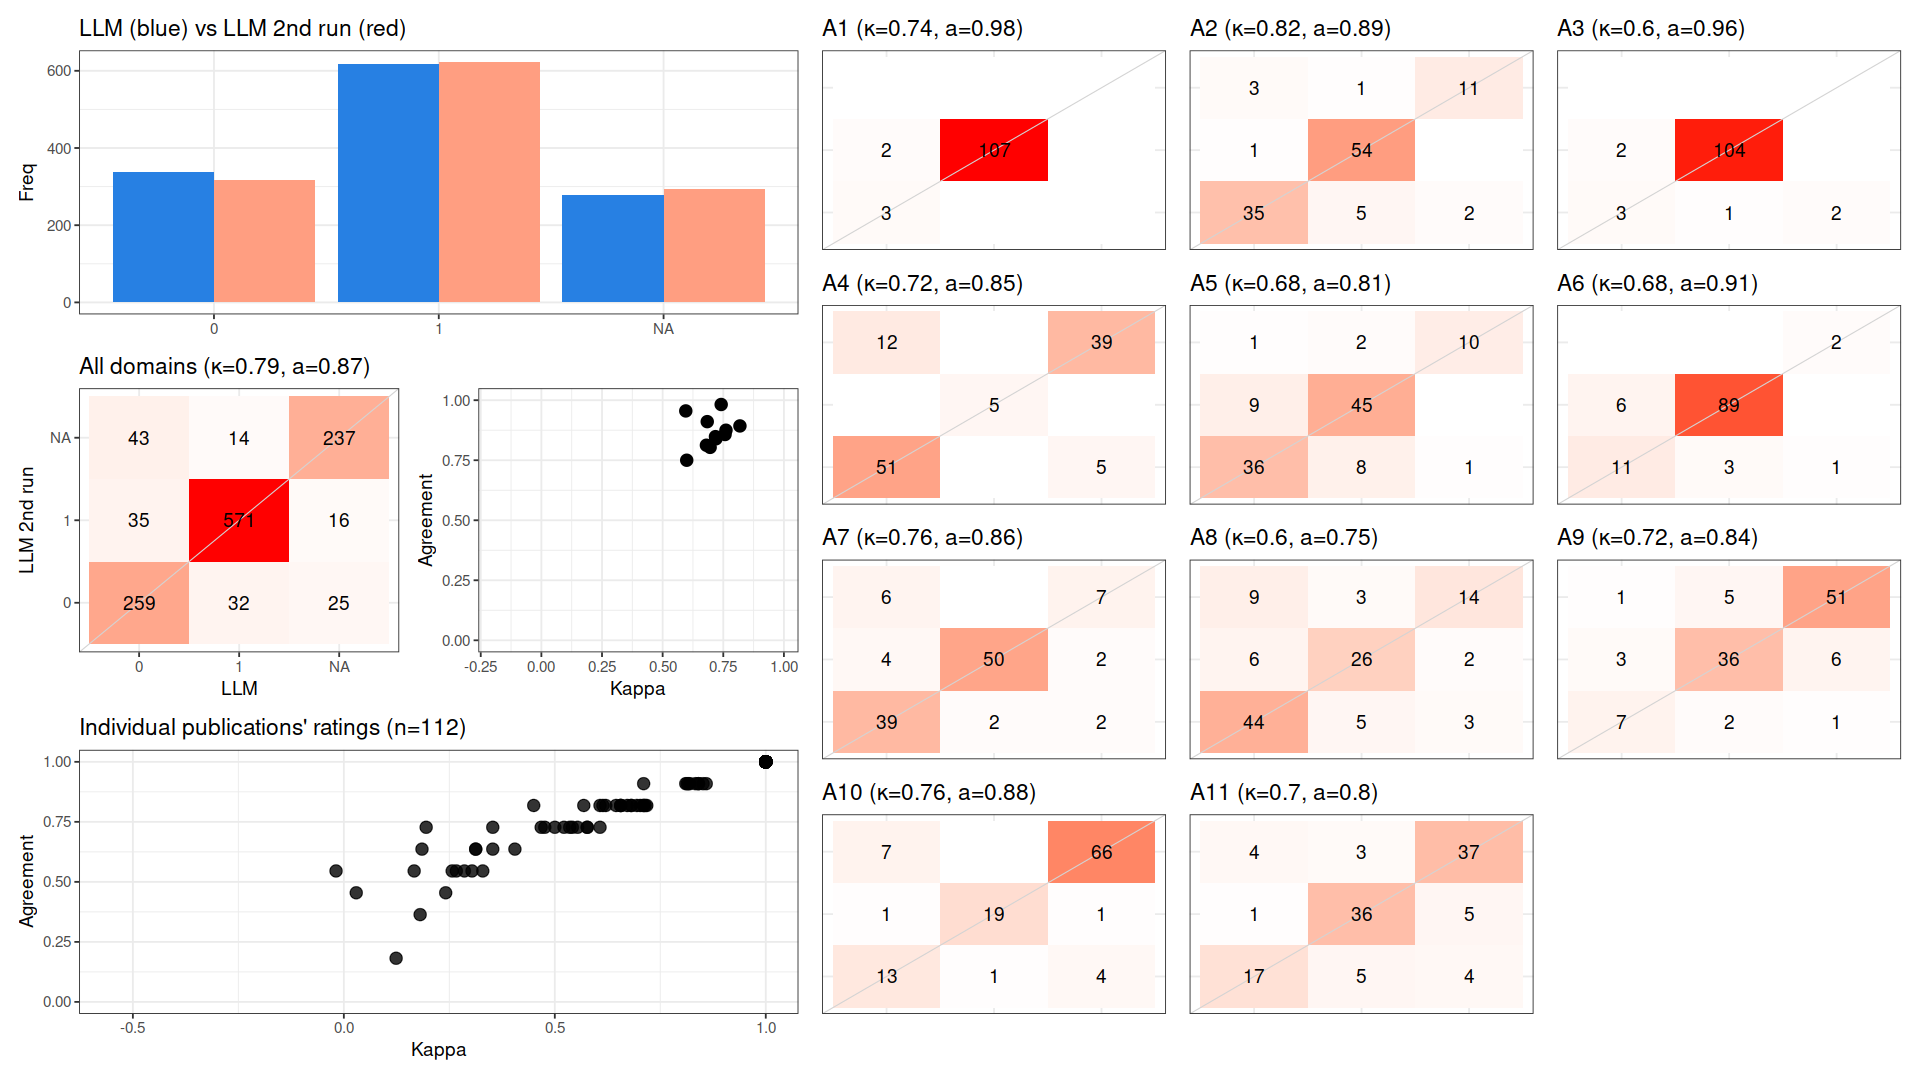 LLM (blue) vs LLM 2nd run (red)
Freq
600
400
200
0
0 1 NA
All domains (κ=0.79, a=0.87)
LLM 2nd run
NA 43 14 237
1 35 571 16
0 259 32 25
0 1 NA
LLM
Agreement
1.00
0.75
0.50
0.25
0.00
-0.25 0.00 0.25 0.50 0.75 1.00
Kappa
Individual publications' ratings (n=112)
Agreement
1.00
0.75
0.50
0.25
0.00
-0.5 0.0 0.5 1.0
Kappa
A1 (κ=0.74, a=0.98)
2 107
3
A2 (κ=0.82, a=0.89)
3 1 11
1 54
35 5 2
A3 (κ=0.6, a=0.96)
2 104
3 1 2
A4 (κ=0.72, a=0.85)
12 39
5
51 5
A5 (κ=0.68, a=0.81)
1 2 10
9 45
36 8 1
A6 (κ=0.68, a=0.91)
2
6 89
11 3 1
A7 (κ=0.76, a=0.86)
6 7
4 50 2
39 2 2
A8 (κ=0.6, a=0.75)
9 3 14
6 26 2
44 5 3
A9 (κ=0.72, a=0.84)
1 5 51
3 36 6
7 2 1
A10 (κ=0.76, a=0.88)
7 66
1 19 1
13 1 4
A11 (κ=0.7, a=0.8)
4 3 37
1 36 5
17 5 4